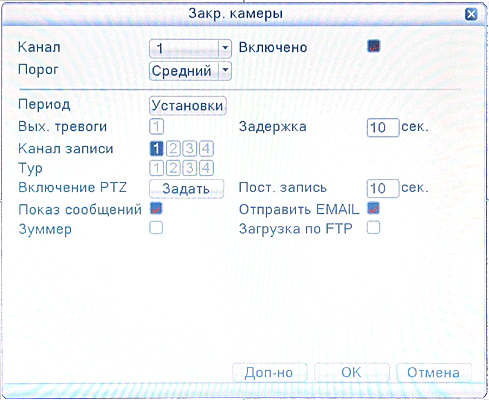 Закр. камеры
Канал 1 Включено
Порог Средний
Период Установки
Вых. тревоги 1 Задержка 10 сек.
Канал записи 1 2 3 4
Тур 1 2 3 4
Включение PTZ Задать Пост. запись 10 сек.
Показ сообщений Отправить EMAIL
Зуммер Загрузка по FTP
Доп-но OK Отмена